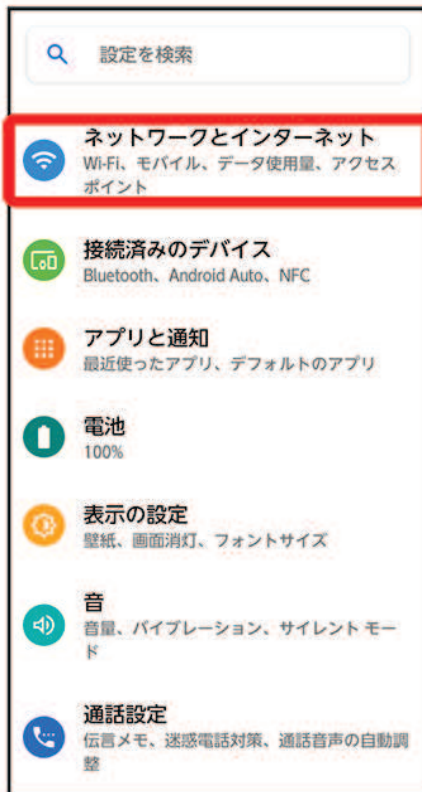 設定を検索
ネットワークとインターネット
Wi-Fi、モバイル、データ使用量、アクセス
ポイント
接続済みのデバイス
Bluetooth、Android Auto、NFC
アプリと通知
最近使ったアプリ、デフォルトのアプリ
電池
100%
表示の設定
壁紙、画面消灯、フォントサイズ
音
音量、バイブレーション、サイレント モー
ド
通話設定
伝言メモ、迷惑電話対策、通話音声の自動調
整